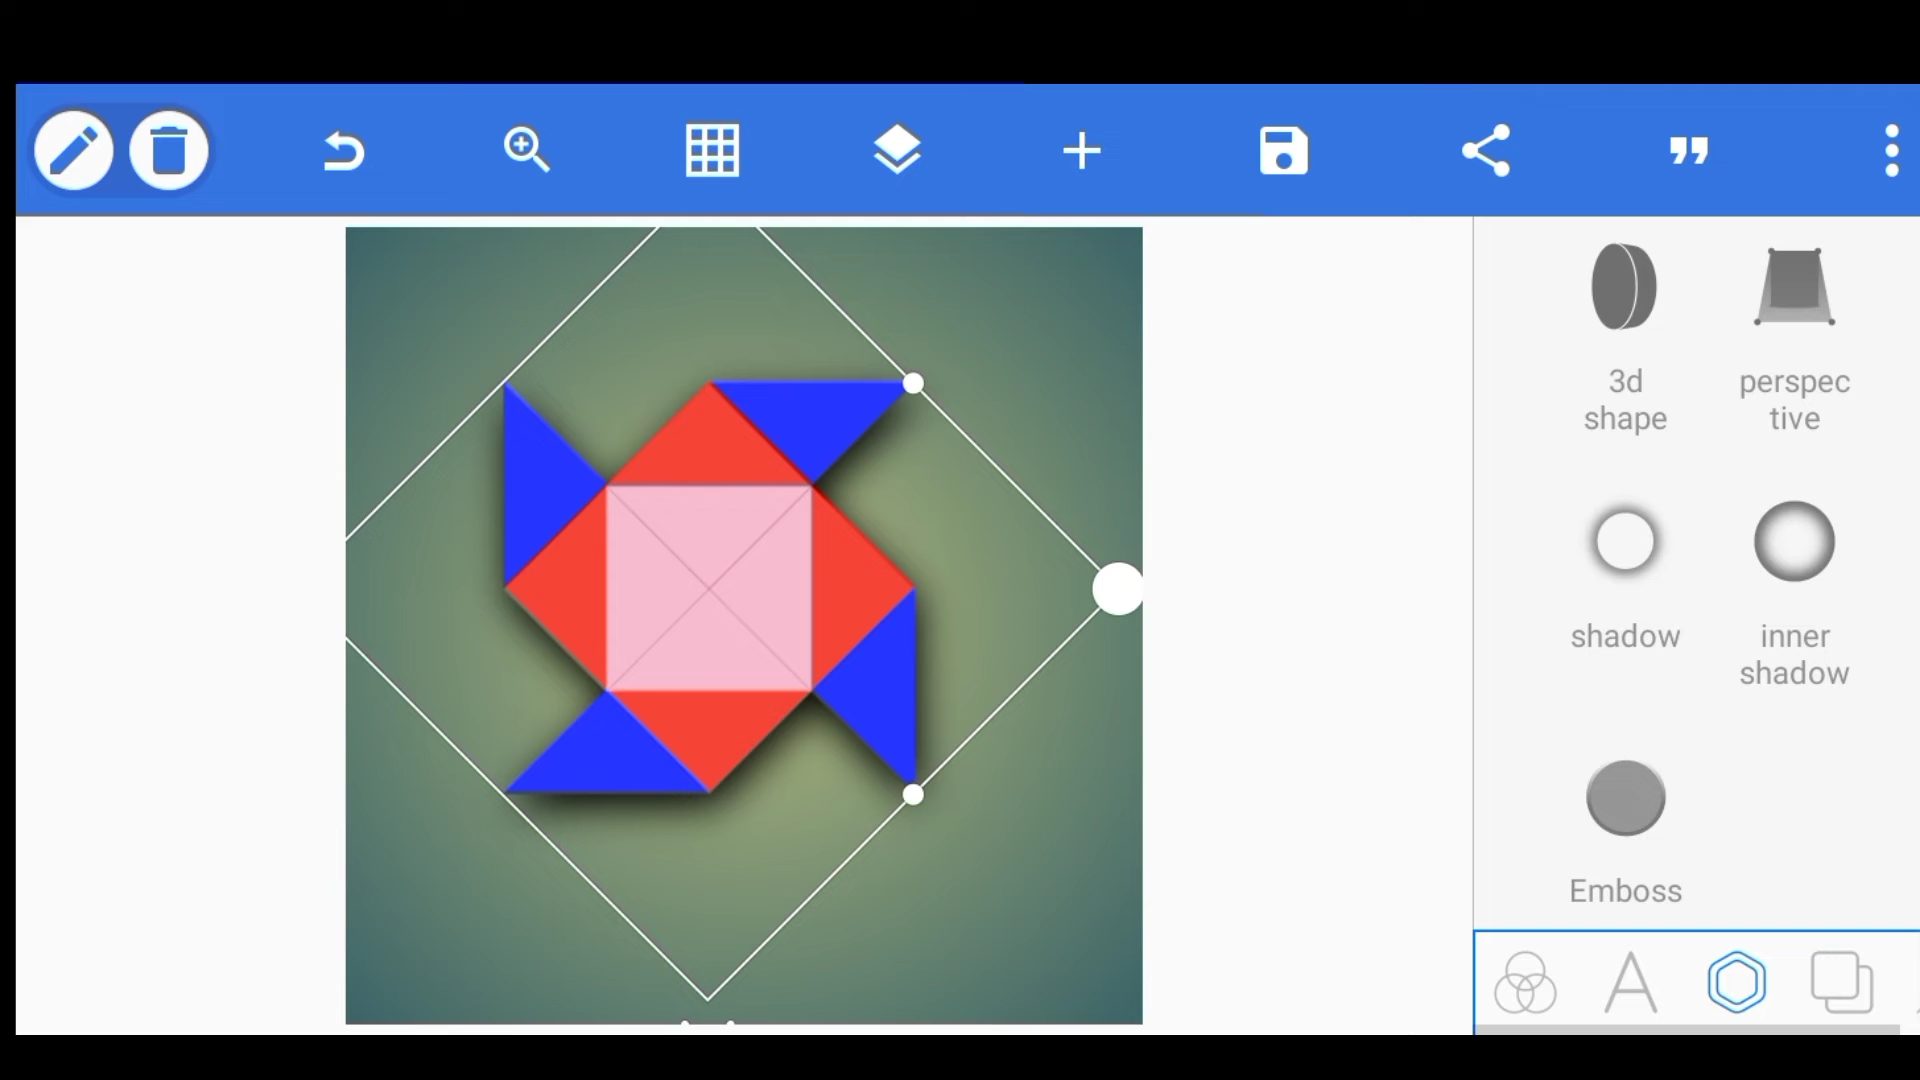 3d
shape
perspec
tive
shadow
inner
shadow
Emboss